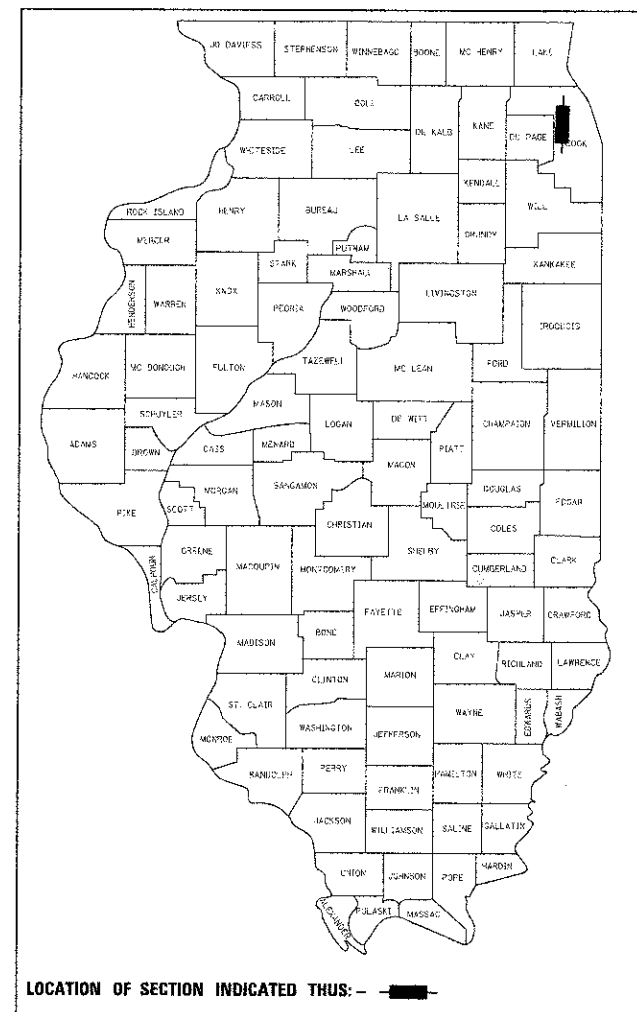 JO DAVIESS STEPHENSON WINNEBAGO BOONE MC HENRY LAKE
CARROLL OGLE DE KALB KANE DU PAGE COOK
WHITESIDE LEE
KENDALL
ROCK ISLAND HENRY BUREAU LA SALLE WILL
MERCER PUTNAM GRUNDY
STARK MARSHALL KANKAKEE
HENDERSON WARREN KNOX PEORIA WOODFORD LIVINGSTON
IROQUOIS
HANCOCK MC DONOUGH FULTON TAZEWELL MC LEAN FORD
SCHUYLER MASON
ADAMS BROWN CASS MENARD LOGAN DE WITT PIATT CHAMPAIGN VERMILION
MACON
PIKE SCOTT MORGAN SANGAMON MOULTRIE DOUGLAS EDGAR
CHRISTIAN COLES
CALHOUN GREENE MACOUPIN MONTGOMERY SHELBY CUMBERLAND CLARK
JERSEY FAYETTE EFFINGHAM JASPER CRAWFORD
MADISON BOND CLAY RICHLAND LAWRENCE
CLINTON MARION
ST. CLAIR WAYNE EDWARDS WABASH
MONROE WASHINGTON JEFFERSON
RANDOLPH PERRY HAMILTON WHITE
FRANKLIN
JACKSON WILLIAMSON SALINE GALLATIN
UNION JOHNSON POPE HARDIN
ALEXANDER PULASKI MASSAC
LOCATION OF SECTION INDICATED THUS: -